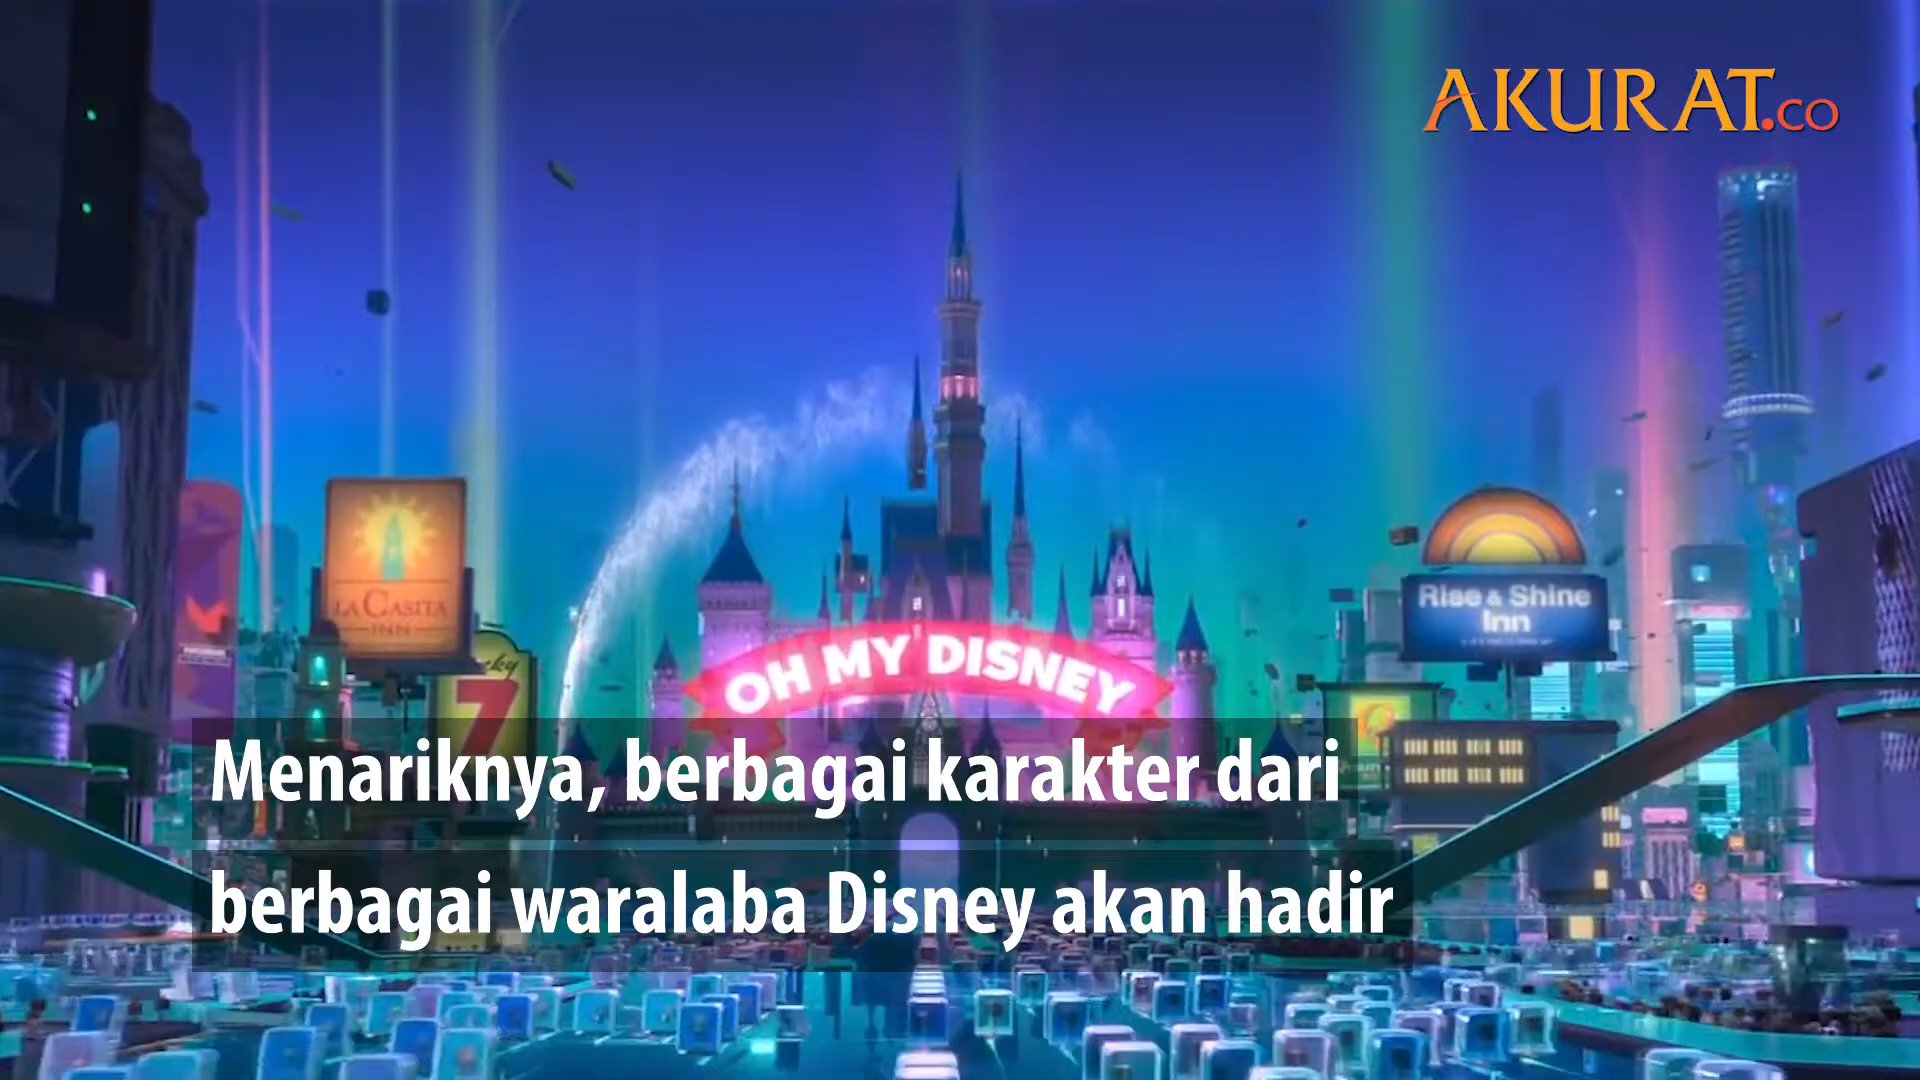 AKURAT.co
LA CASITA
INN
7
Rise & Shine
Inn
OH MY DISNEY
Menariknya, berbagai karakter dari
berbagai waralaba Disney akan hadir